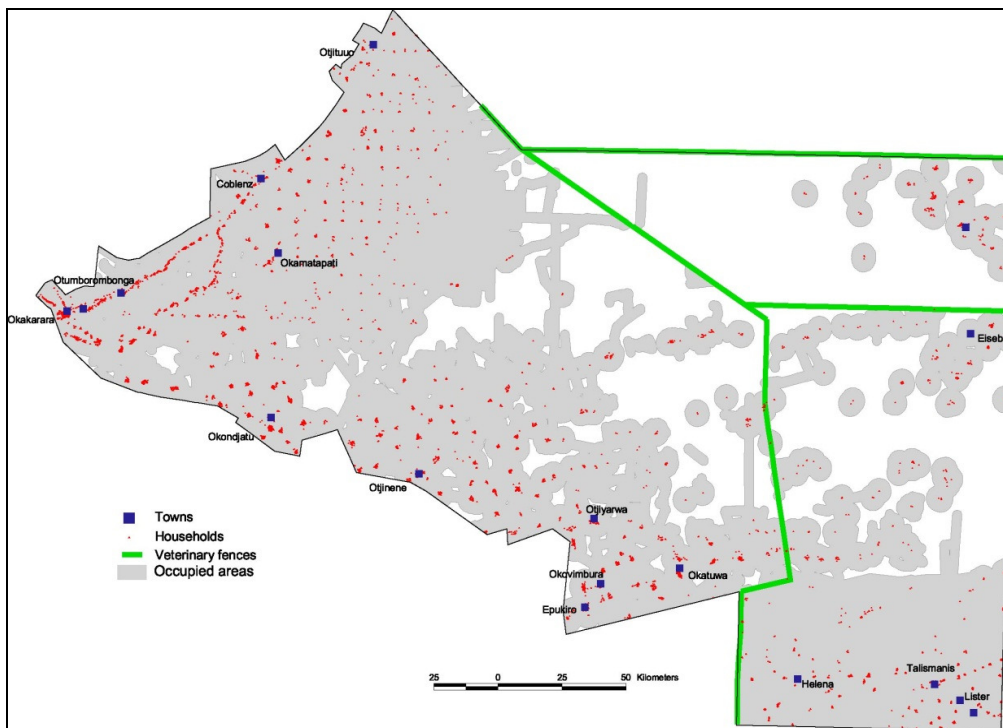 Otjituuo
Coblenz
Okamatapati
Otumborombonga
Okakarara
Eiseb
Okondjatu
Otjinene
Otjiyarwa
Okatuwa
Okovimbura
Epukiro
Towns
Households
Veterinary fences
Occupied areas
25 0 25 50 Kilometers
Helena
Talismanis
Lister